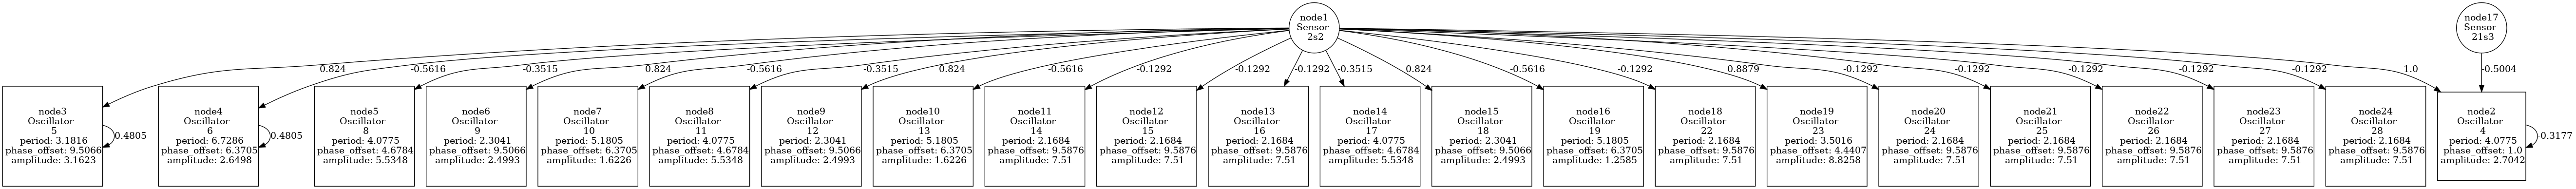 node1
Sensor
2s2
node17
Sensor
21s3
0.824
-0.5616
-0.3515
0.824
-0.5616
-0.3515
0.824
-0.5616
-0.1292
-0.1292
-0.1292
-0.3515
0.824
-0.5616
-0.1292
0.8879
-0.1292
-0.1292
-0.1292
-0.1292
-0.1292
1.0
-0.5004
node3
Oscillator
5
period: 3.1816
phase_offset: 9.5066
amplitude: 3.1623
0.4805
node4
Oscillator
6
period: 6.7286
phase_offset: 6.3705
amplitude: 2.6498
0.4805
node5
Oscillator
8
period: 4.0775
phase_offset: 4.6784
amplitude: 5.5348
node6
Oscillator
9
period: 2.3041
phase_offset: 9.5066
amplitude: 2.4993
node7
Oscillator
10
period: 5.1805
phase_offset: 6.3705
amplitude: 1.6226
node8
Oscillator
11
period: 4.0775
phase_offset: 4.6784
amplitude: 5.5348
node9
Oscillator
12
period: 2.3041
phase_offset: 9.5066
amplitude: 2.4993
node10
Oscillator
13
period: 5.1805
phase_offset: 6.3705
amplitude: 1.6226
node11
Oscillator
14
period: 2.1684
phase_offset: 9.5876
amplitude: 7.51
node12
Oscillator
15
period: 2.1684
phase_offset: 9.5876
amplitude: 7.51
node13
Oscillator
16
period: 2.1684
phase_offset: 9.5876
amplitude: 7.51
node14
Oscillator
17
period: 4.0775
phase_offset: 4.6784
amplitude: 5.5348
node15
Oscillator
18
period: 2.3041
phase_offset: 9.5066
amplitude: 2.4993
node16
Oscillator
19
period: 5.1805
phase_offset: 6.3705
amplitude: 1.2585
node18
Oscillator
22
period: 2.1684
phase_offset: 9.5876
amplitude: 7.51
node19
Oscillator
23
period: 3.5016
phase_offset: 4.4407
amplitude: 8.8258
node20
Oscillator
24
period: 2.1684
phase_offset: 9.5876
amplitude: 7.51
node21
Oscillator
25
period: 2.1684
phase_offset: 9.5876
amplitude: 7.51
node22
Oscillator
26
period: 2.1684
phase_offset: 9.5876
amplitude: 7.51
node23
Oscillator
27
period: 2.1684
phase_offset: 9.5876
amplitude: 7.51
node24
Oscillator
28
period: 2.1684
phase_offset: 9.5876
amplitude: 7.51
node2
Oscillator
4
period: 4.0775
phase_offset: 1.0
amplitude: 2.7042
-0.3177